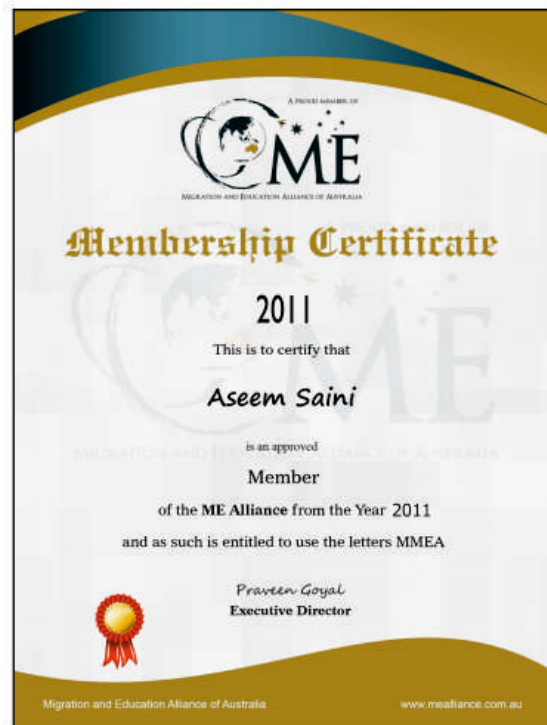 A PROUD MEMBER OF
ME
MIGRATION AND EDUCATION ALLIANCE OF AUSTRALIA
Membership Certificate
2011
This is to certify that
Aseem Saini
is an approved
Member
of the ME Alliance from the Year 2011
and as such is entitled to use the letters MMEA
Praveen Goyal
Executive Director
Migration and Education Alliance of Australia
www.mealliance.com.au